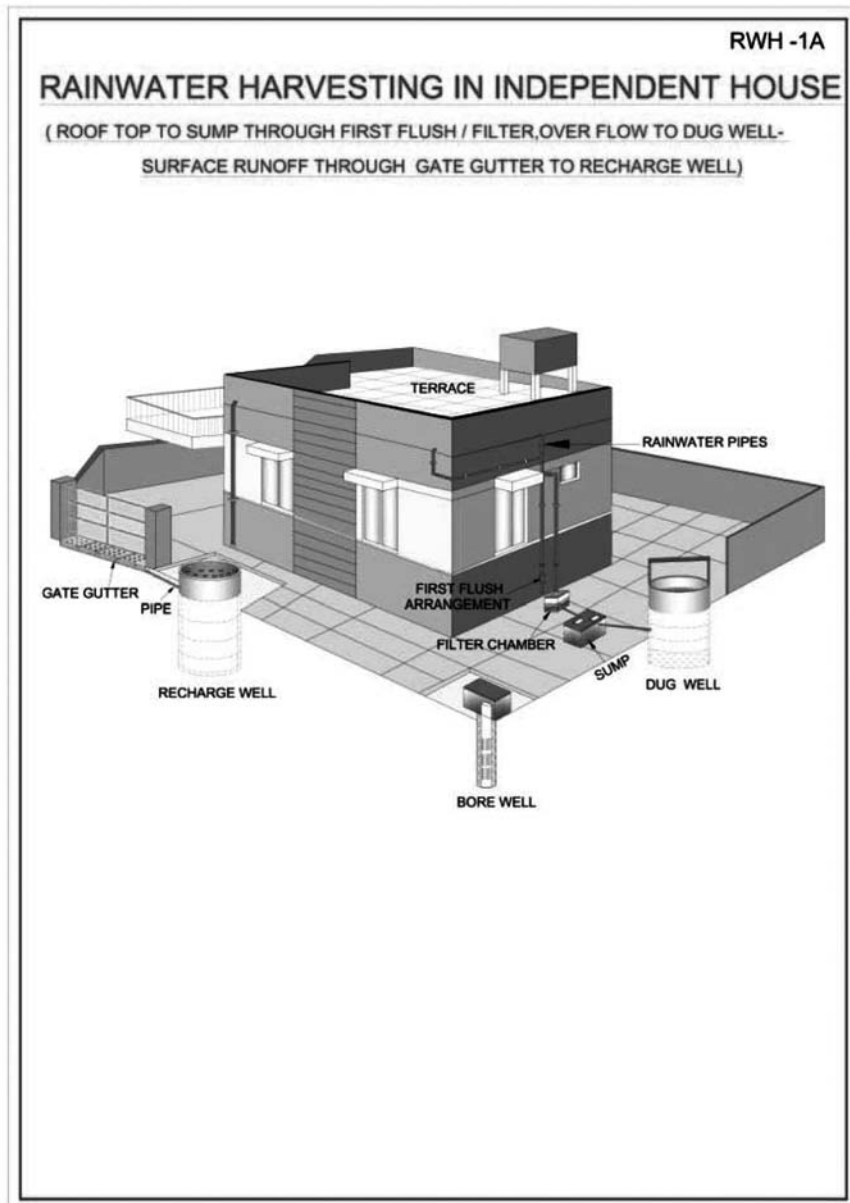 RWH -1A
RAINWATER HARVESTING IN INDEPENDENT HOUSE
( ROOF TOP TO SUMP THROUGH FIRST FLUSH / FILTER,OVER FLOW TO DUG WELL-
SURFACE RUNOFF THROUGH GATE GUTTER TO RECHARGE WELL)
TERRACE
RAINWATER PIPES
GATE GUTTER
PIPE
FIRST FLUSH
ARRANGEMENT
FILTER CHAMBER
SUMP
DUG WELL
RECHARGE WELL
BORE WELL